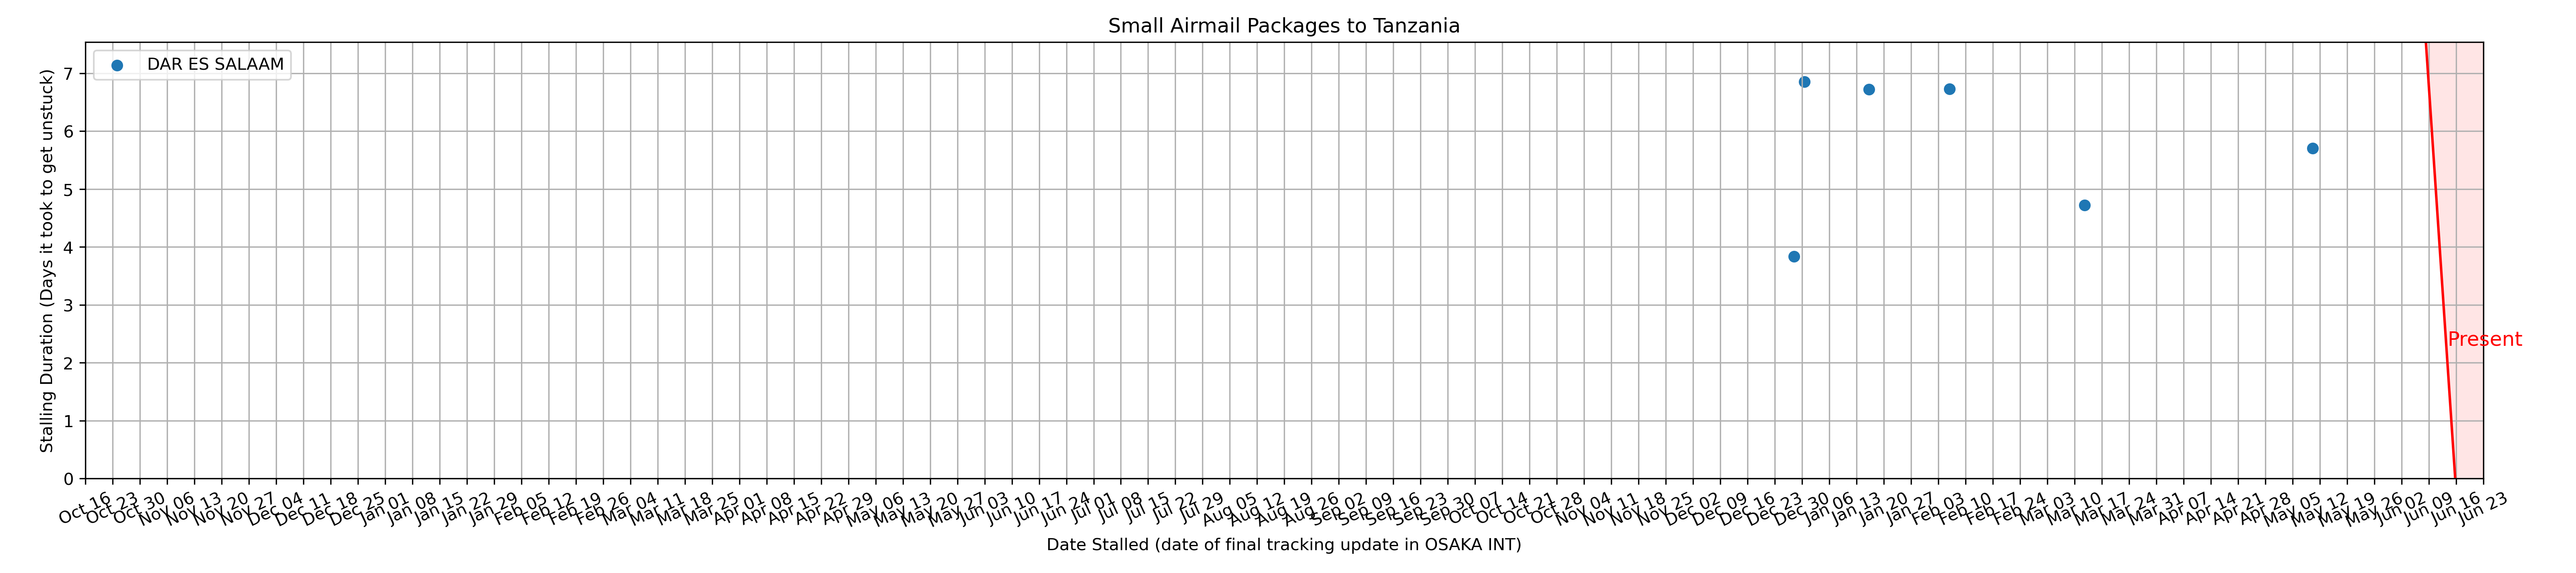 Small Airmail Packages to Tanzania
DAR ES SALAAM
Stalling Duration (Days it took to get unstuck)
7
6
5
4
3
2
1
0
Present
Oct 16
Oct 23
Oct 30
Nov 06
Nov 13
Nov 20
Nov 27
Dec 04
Dec 11
Dec 18
Dec 25
Jan 01
Jan 08
Jan 15
Jan 22
Jan 29
Feb 05
Feb 12
Feb 19
Feb 26
Mar 04
Mar 11
Mar 18
Mar 25
Apr 01
Apr 08
Apr 15
Apr 22
Apr 29
May 06
May 13
May 20
May 27
Jun 03
Jun 10
Jun 17
Jun 24
Jul 01
Jul 08
Jul 15
Jul 22
Jul 29
Aug 05
Aug 12
Aug 19
Aug 26
Sep 02
Sep 09
Sep 16
Sep 23
Sep 30
Oct 07
Oct 14
Oct 21
Oct 28
Nov 04
Nov 11
Nov 18
Nov 25
Dec 02
Dec 09
Dec 16
Dec 23
Dec 30
Jan 06
Jan 13
Jan 20
Jan 27
Feb 03
Feb 10
Feb 17
Feb 24
Mar 03
Mar 10
Mar 17
Mar 24
Mar 31
Apr 07
Apr 14
Apr 21
Apr 28
May 05
May 12
May 19
May 26
Jun 02
Jun 09
Jun 16
Jun 23
Date Stalled (date of final tracking update in OSAKA INT)